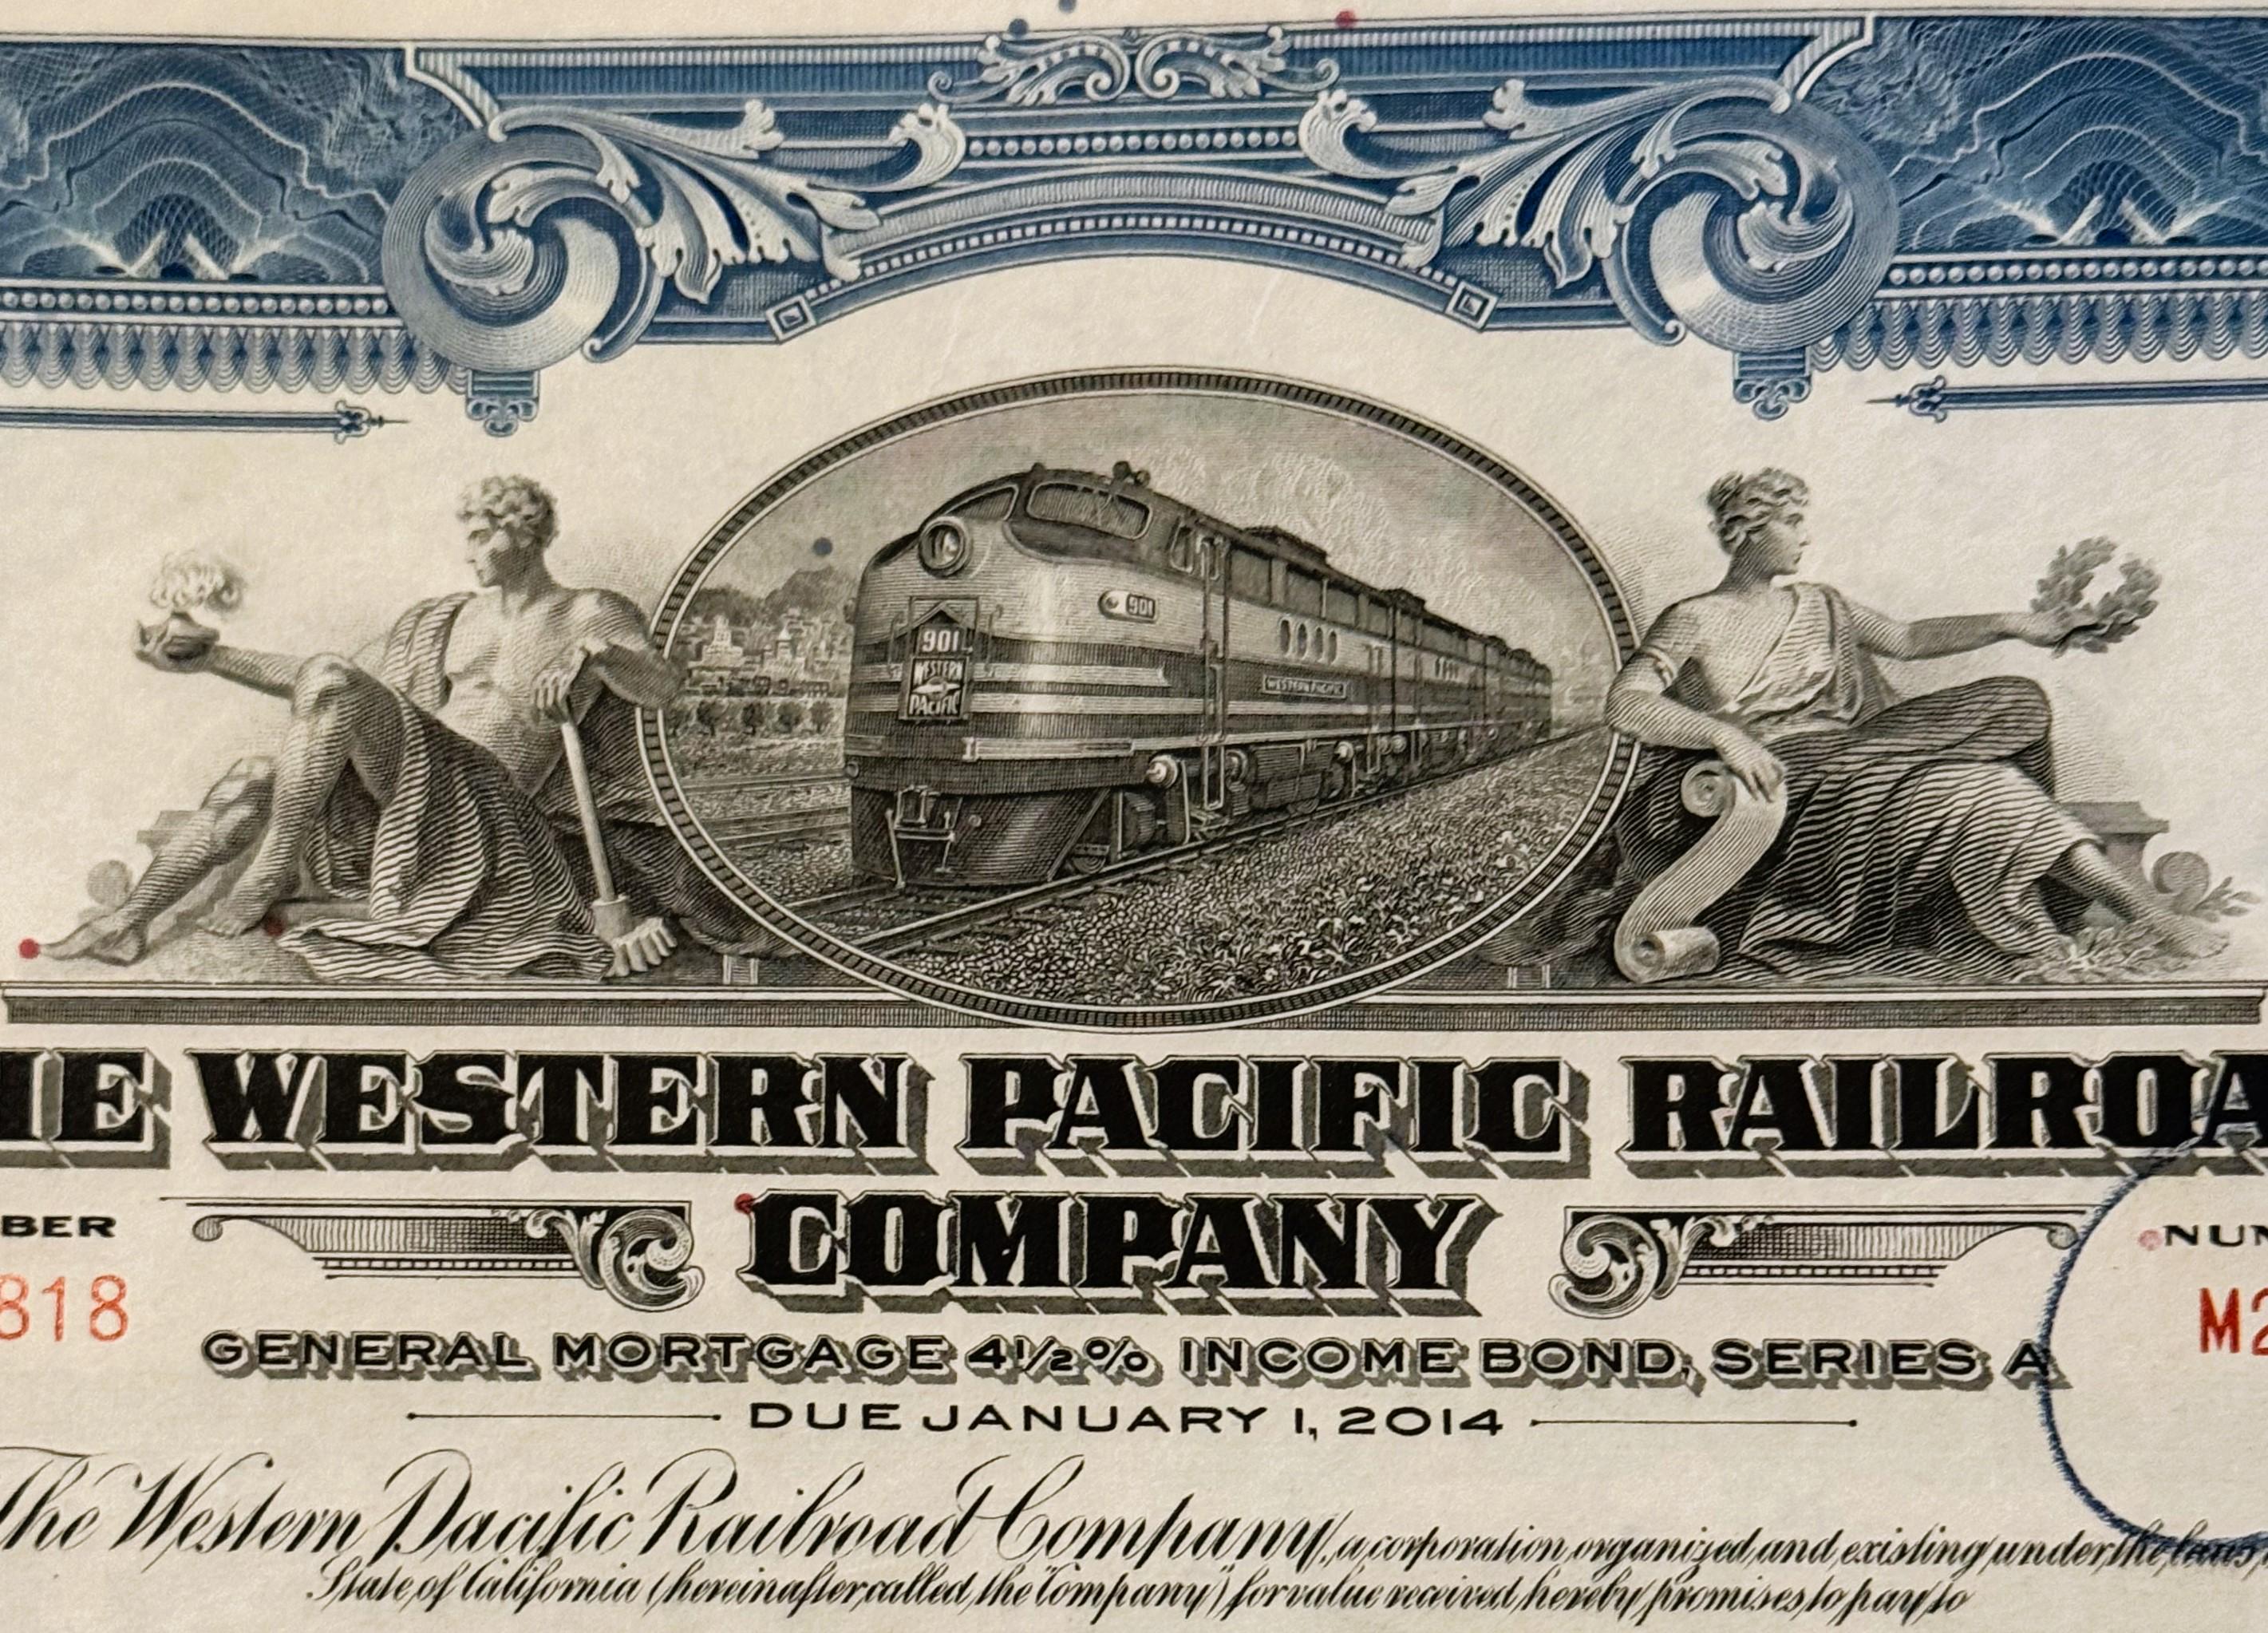 901
901
WESTERN
PACIFIC
WESTERN PACIFIC
WESTERN PACIFIC RAILROA
COMPANY
BER
NUM
818
M2
GENERAL MORTGAGE 4½% INCOME BOND, SERIES A
DUE JANUARY 1, 2014
The Western Pacific Railroad Company, a corporation organized and existing under the laws
State of California (hereinafter called the "Company") for value received, hereby promises to pay to